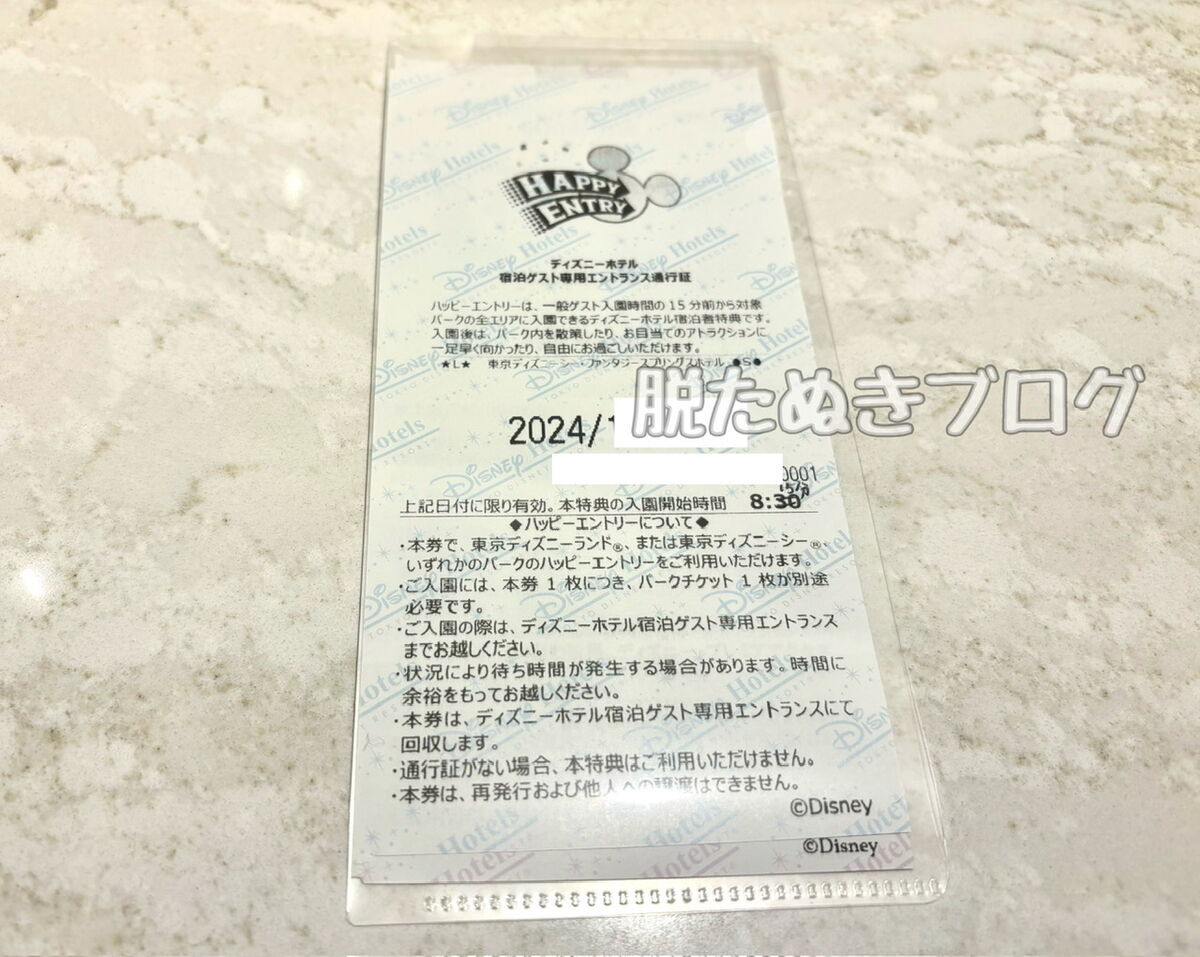 HAPPY
ENTRY
ディズニーホテル
宿泊ゲスト専用エントランス通行証
ハッピーエントリーは、一般ゲスト入園時間の15分前から対象
パークの全エリアに入園できるディズニーホテル宿泊者特典です。
入園後は、パーク内を散策したり、お目当てのアトラクションに
一足早く向かったり、自由にお過ごしいただけます。
★L★ 東京ディズニーシー・ファンタジースプリングスホテル ●S●
脱たぬきブログ
2024/1
0001
15分
上記日付に限り有効。本特典の入園開始時間 8:30
◆ハッピーエントリーについて◆
・本券で、東京ディズニーランド®、または東京ディズニーシー®、
いずれかのパークのハッピーエントリーをご利用いただけます。
・ご入園には、本券 1 枚につき、パークチケット 1 枚が別途
必要です。
・ご入園の際は、ディズニーホテル宿泊ゲスト専用エントランス
までお越しください。
・状況により待ち時間が発生する場合があります。時間に
余裕をもってお越しください。
・本券は、ディズニーホテル宿泊ゲスト専用エントランスにて
回収します。
・通行証がない場合、本特典はご利用いただけません。
・本券は、再発行および他人への譲渡はできません。
©Disney
©Disney